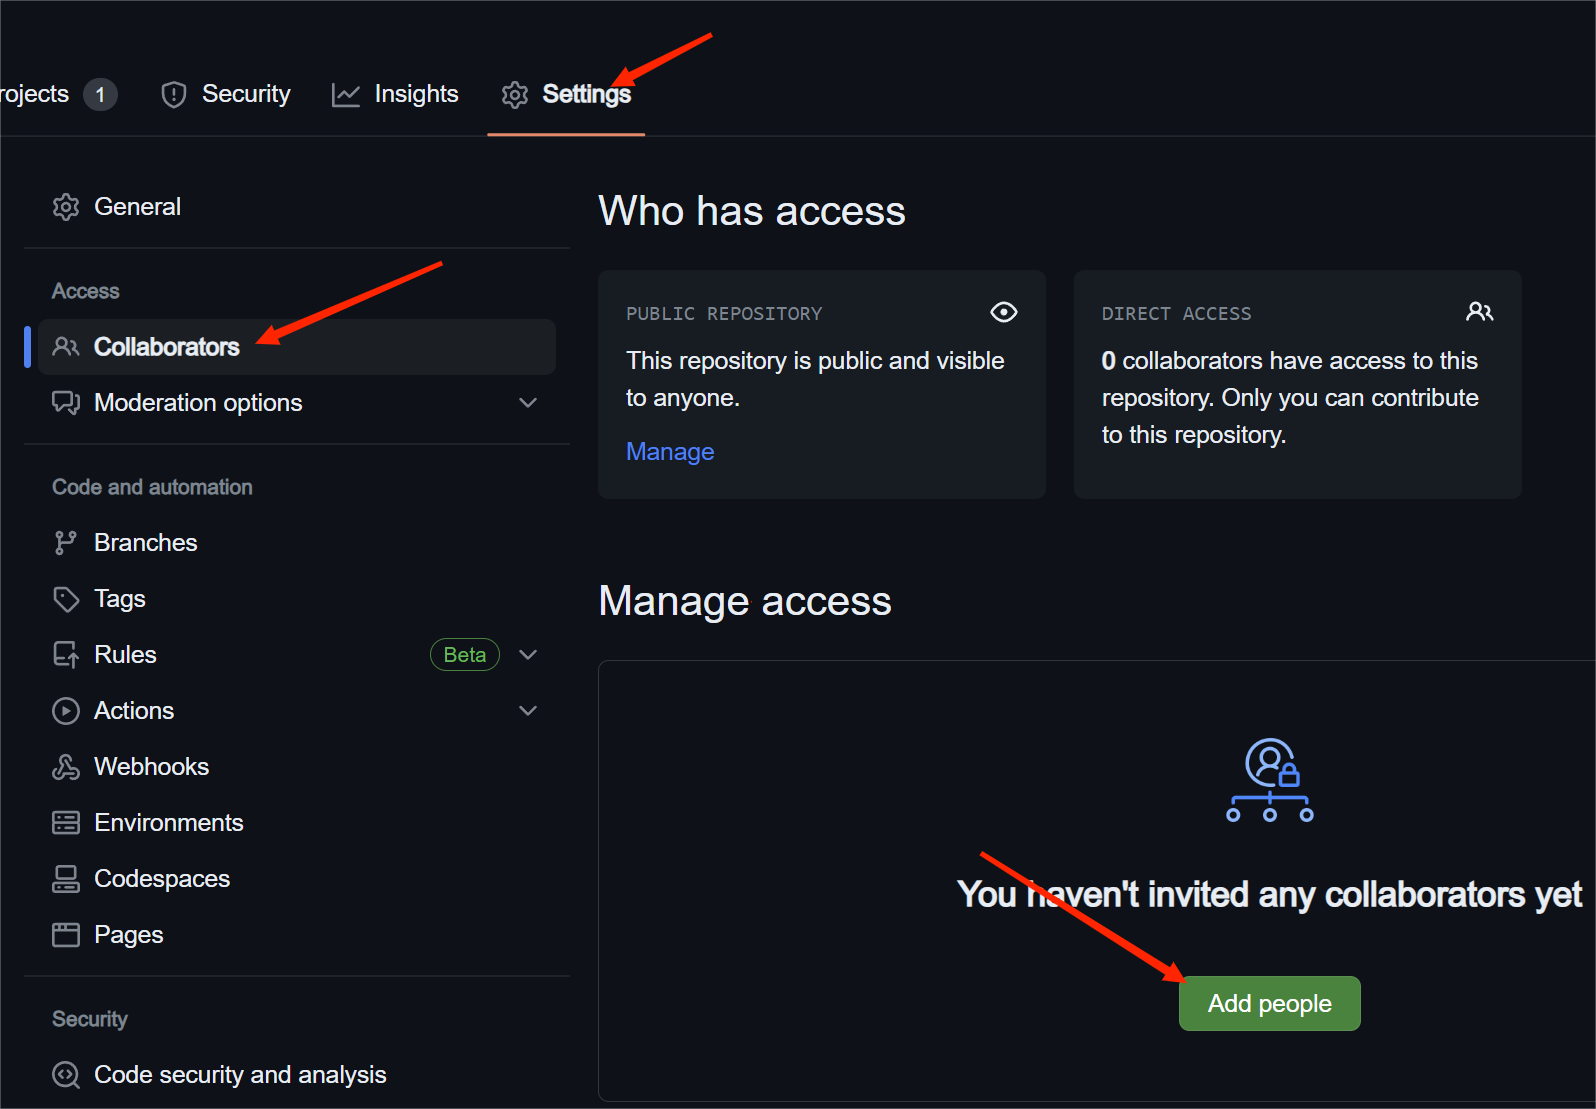 rojects 1 Security Insights Settings
General
Access
Collaborators
Moderation options
Code and automation
Branches
Tags
Rules Beta
Actions
Webhooks
Environments
Codespaces
Pages
Security
Code security and analysis
Who has access
PUBLIC REPOSITORY
This repository is public and visible
to anyone.
Manage
DIRECT ACCESS
0 collaborators have access to this
repository. Only you can contribute
to this repository.
Manage access
You haven't invited any collaborators yet
Add people